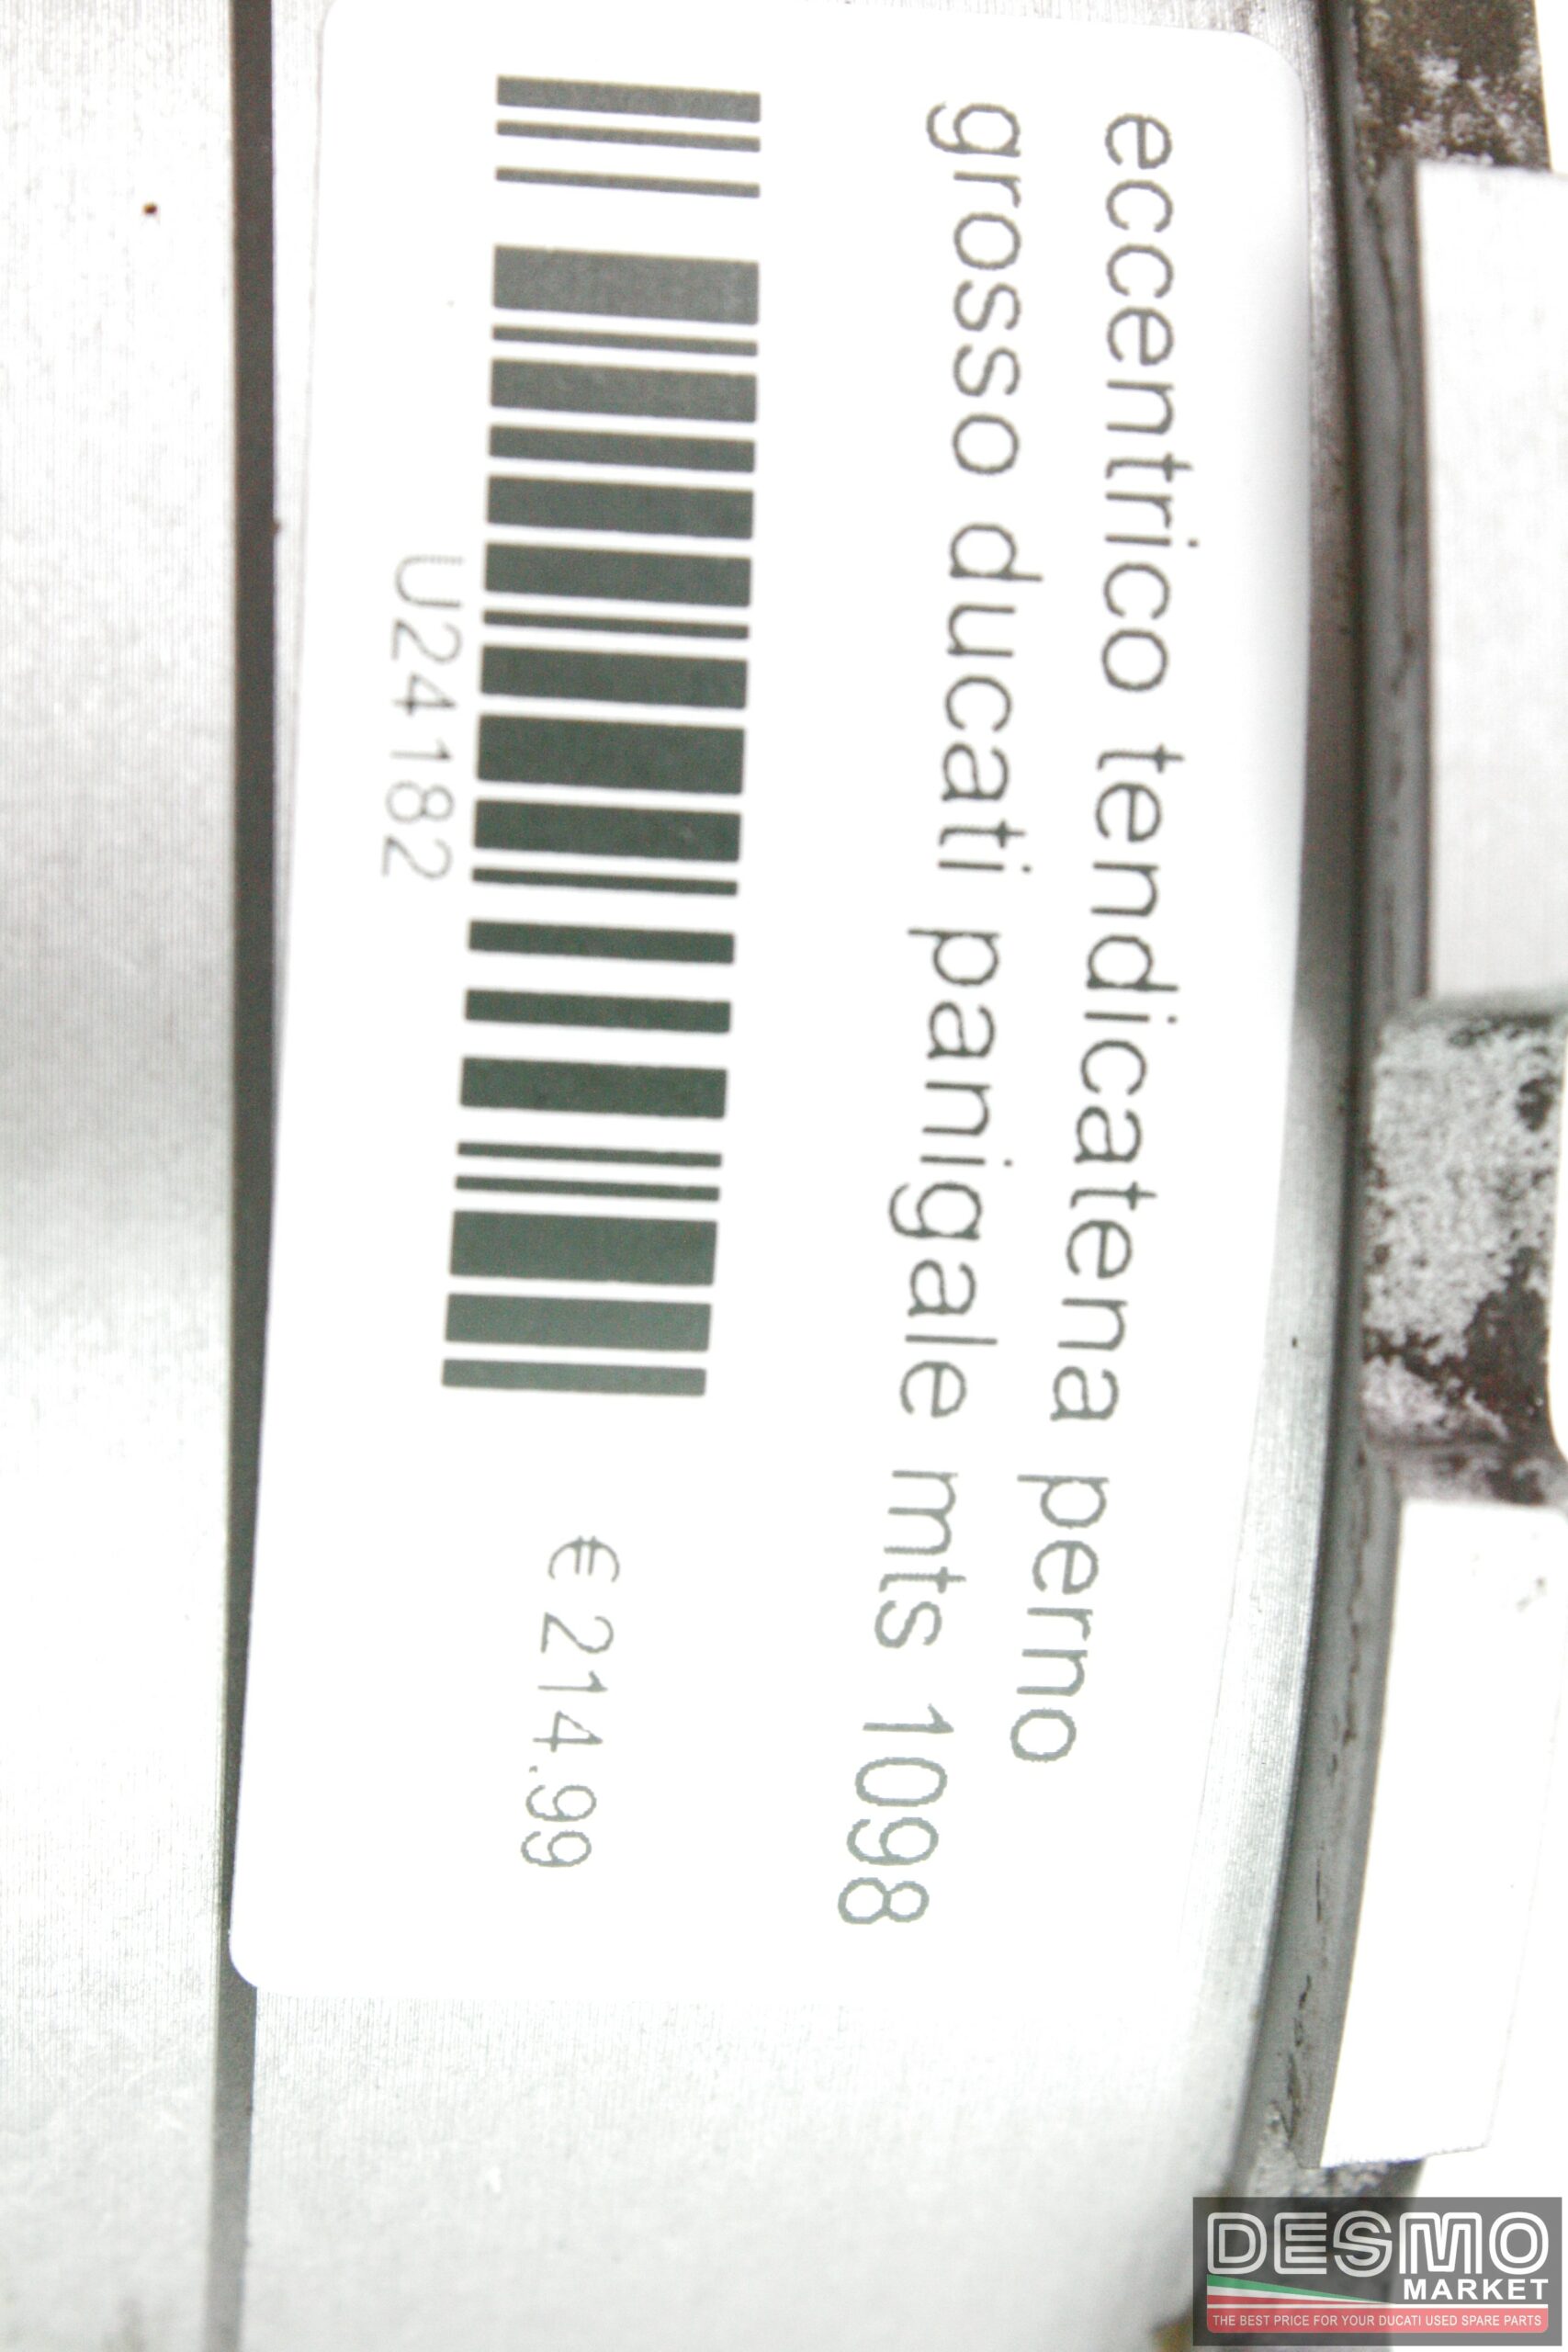 eccentrico tendicatena perno
grosso ducati panigale mts 1098
U24182
€ 214.99
DESMO
MARKET
THE BEST PRICE FOR YOUR DUCATI USED SPARE PARTS